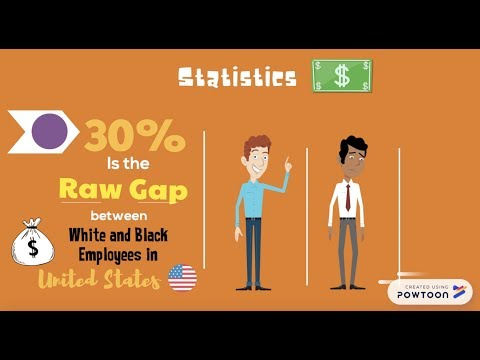 Statistics
$
30%
Is the
Raw Gap
between
White and Black
Employees in
United States
$
CREATED USING
POWTOON